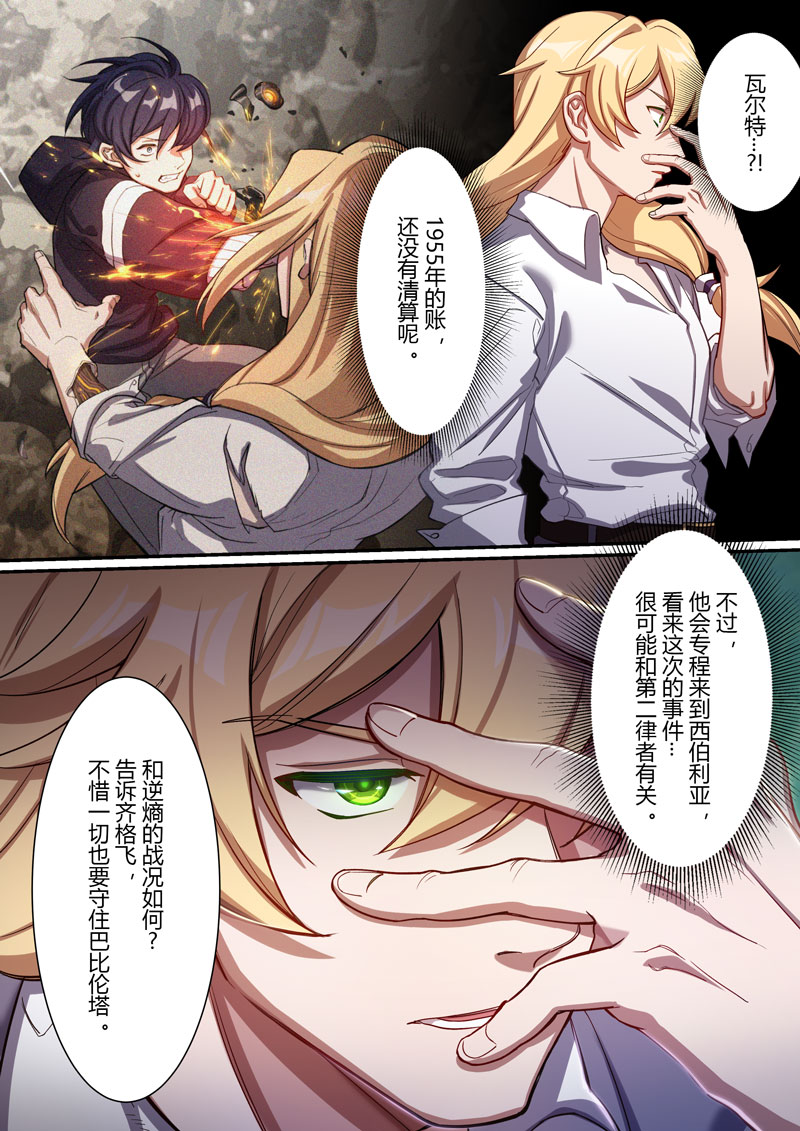 瓦尔特…?!
1955年的账，
还没有清算呢。
不过，
他会专程来到西伯利亚，
看来这次的事件…
很可能和第二律者有关。
和逆熵的战况如何？
告诉齐格飞，
不惜一切也要守住巴比伦塔。